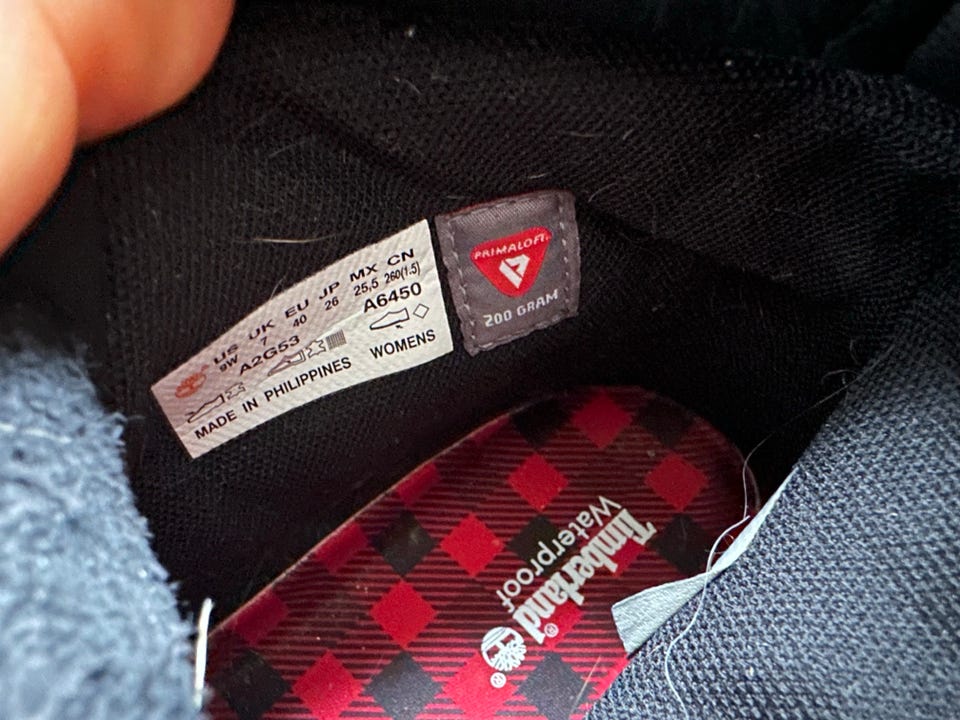 US UK EU JP MX CN
9W 7 40 26 25,5 260(1.5)
A2G53 A6450
WOMENS
MADE IN PHILIPPINES
PRIMALOFT
200 GRAM
Timberland®
Waterproof
®